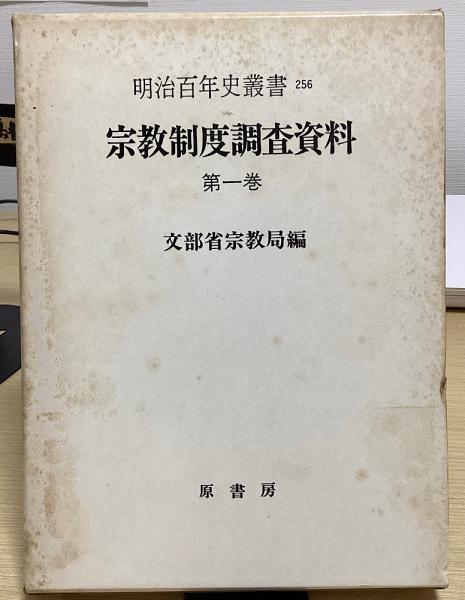 明治百年史叢書 256
宗教制度調査資料
第一巻
文部省宗教局編
原書房